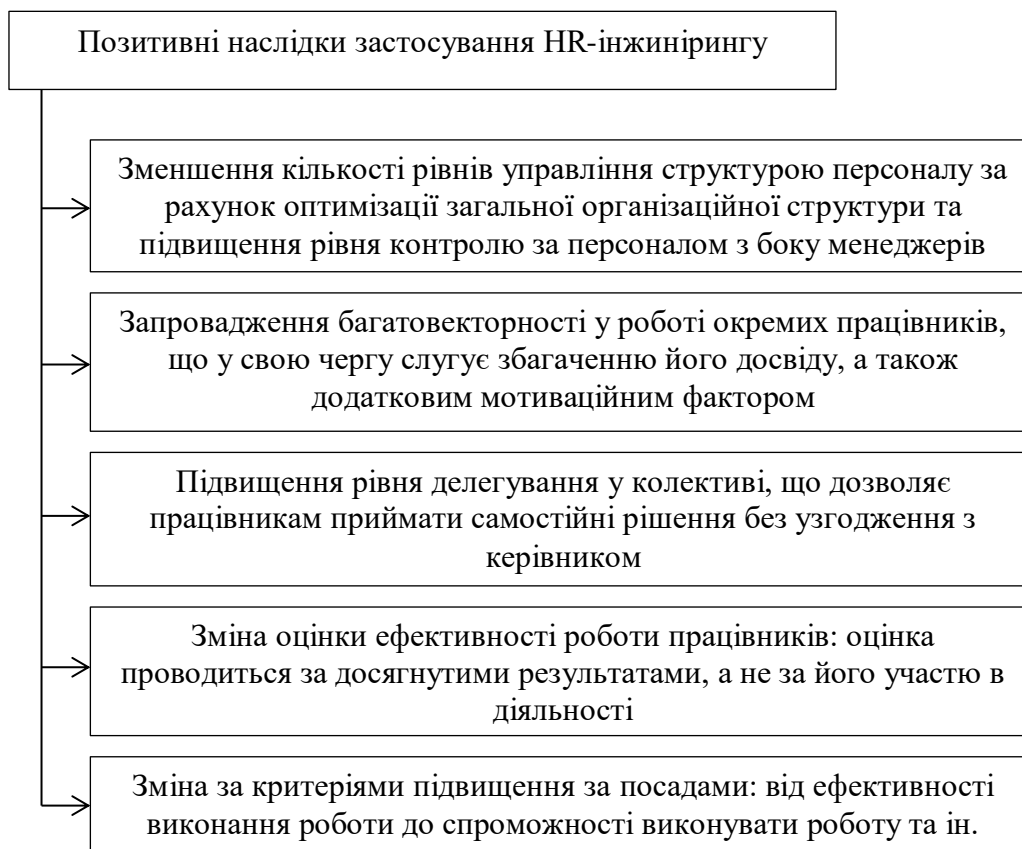 Позитивні наслідки застосування HR-інжинірингу
Зменшення кількості рівнів управління структурою персоналу за
рахунок оптимізації загальної організаційної структури та
підвищення рівня контролю за персоналом з боку менеджерів
Запровадження багатовекторності у роботі окремих працівників,
що у свою чергу слугує збагаченню його досвіду, а також
додатковим мотиваційним фактором
Підвищення рівня делегування у колективі, що дозволяє
працівникам приймати самостійні рішення без узгодження з
керівником
Зміна оцінки ефективності роботи працівників: оцінка
проводиться за досягнутими результатами, а не за його участю в
діяльності
Зміна за критеріями підвищення за посадами: від ефективності
виконання роботи до спроможності виконувати роботу та ін.